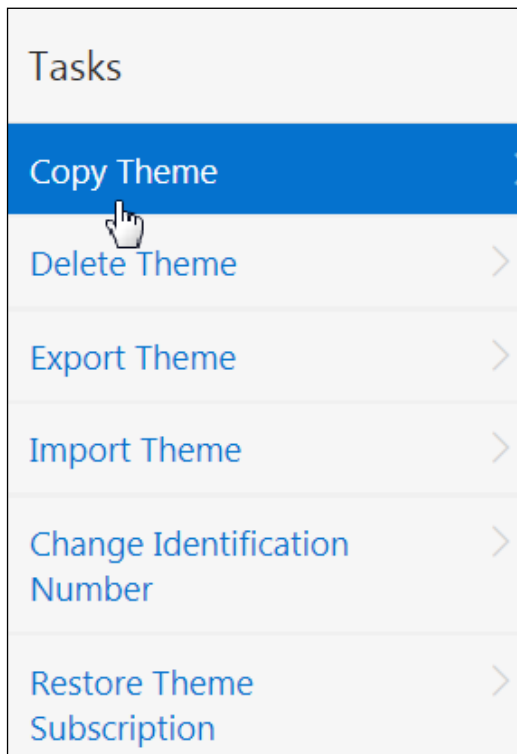 Tasks
Copy Theme
Delete Theme
Export Theme
Import Theme
Change Identification
Number
Restore Theme
Subscription